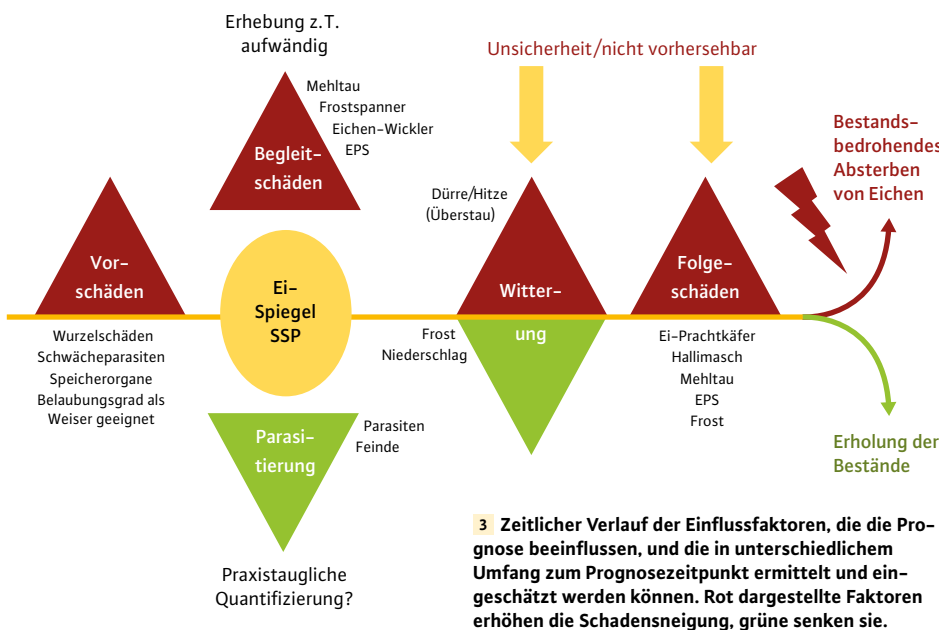 Erhebung z.T.
aufwändig
Unsicherheit/nicht vorhersehbar
Mehltau
Frostspanner
Eichen-Wickler
EPS
Begleit-
schäden
Bestands-
bedrohendes
Absterben
von Eichen
Dürre/Hitze
(Überstau)
Vor-
schäden
Ei-
Spiegel
SSP
Witter-
ung
Folge-
schäden
Wurzelschäden
Schwächeparasiten
Speicherorgane
Belaubungsgrad als
Weiser geeignet
Frost
Niederschlag
Ei-Prachtkäfer
Hallimasch
Mehltau
EPS
Frost
Parasi-
tierung
Parasiten
Feinde
Erholung der
Bestände
Praxistaugliche
Quantifizierung?
3 Zeitlicher Verlauf der Einflussfaktoren, die die Pro-
gnose beeinflussen, und die in unterschiedlichem
Umfang zum Prognosezeitpunkt ermittelt und ein-
geschätzt werden können. Rot dargestellte Faktoren
erhöhen die Schadensneigung, grüne senken sie.